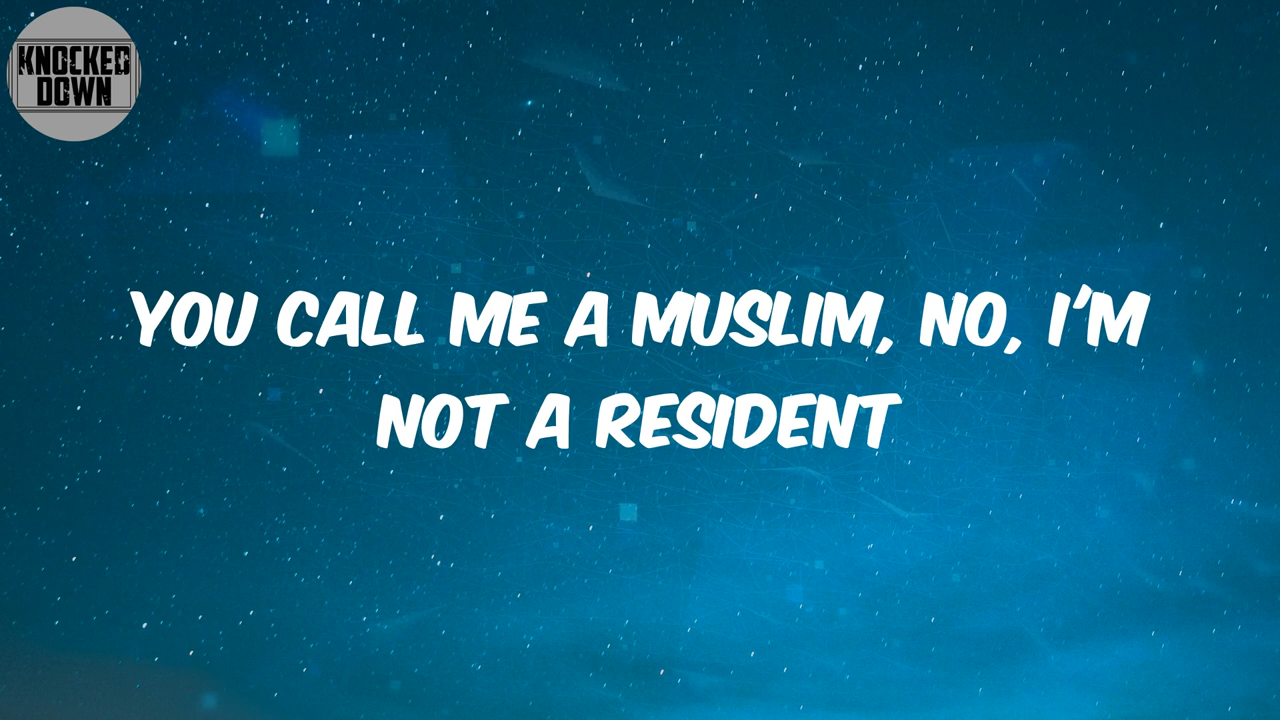 KNOCKED
DOWN
YOU CALL ME A MUSLIM, NO, I'M
NOT A RESIDENT